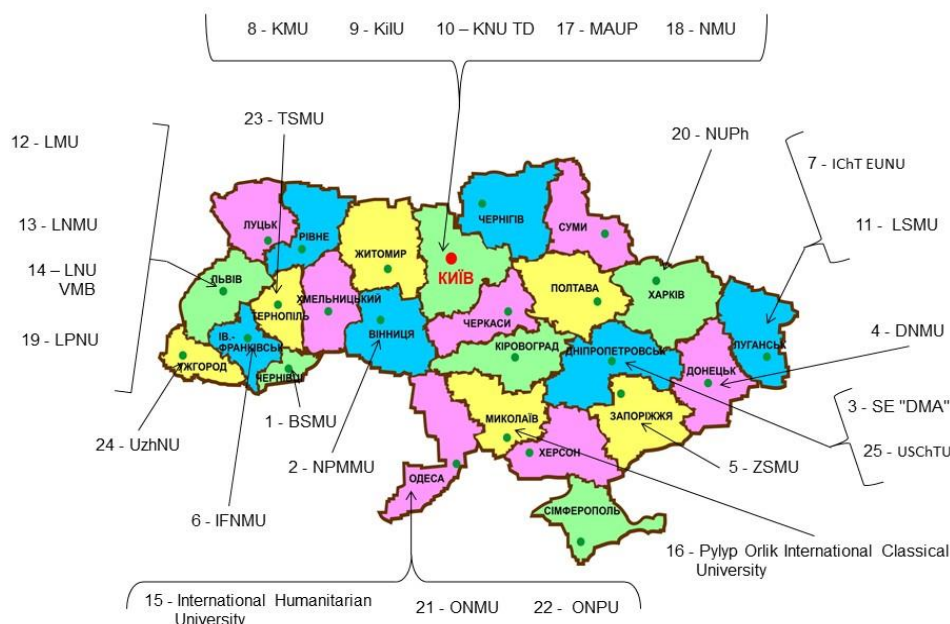 8 - KMU 9 - KiIU 10 – KNU TD 17 - MAUP 18 - NMU
23 - TSMU
20 - NUPh
12 - LMU
7 - IChT EUNU
13 - LNMU
11 - LSMU
14 – LNU
VMB
19 - LPNU
4 - DNMU
3 - SE "DMA"
25 - USChTU
24 - UzhNU
1 - BSMU
2 - NPMMU
5 - ZSMU
6 - IFNMU
16 - Pylyp Orlik International Classical
University
15 - International Humanitarian
University
21 - ONMU 22 - ONPU
ЛУЦЬК
РІВНЕ
ЖИТОМИР
КИЇВ
ЧЕРНІГІВ
СУМИ
ЛЬВІВ
ТЕРНОПІЛЬ
ХМЕЛЬНИЦЬКИЙ
ВІННИЦЯ
ЧЕРКАСИ
ПОЛТАВА
ХАРКІВ
ЛУГАНСЬК
УЖГОРОД
ІВ.-
ФРАНКІВСЬК
ЧЕРНІВЦІ
КІРОВОГРАД
ДНІПРОПЕТРОВСЬК
ДОНЕЦЬК
МИКОЛАЇВ
ЗАПОРІЖЖЯ
ОДЕСА
ХЕРСОН
СІМФЕРОПОЛЬ